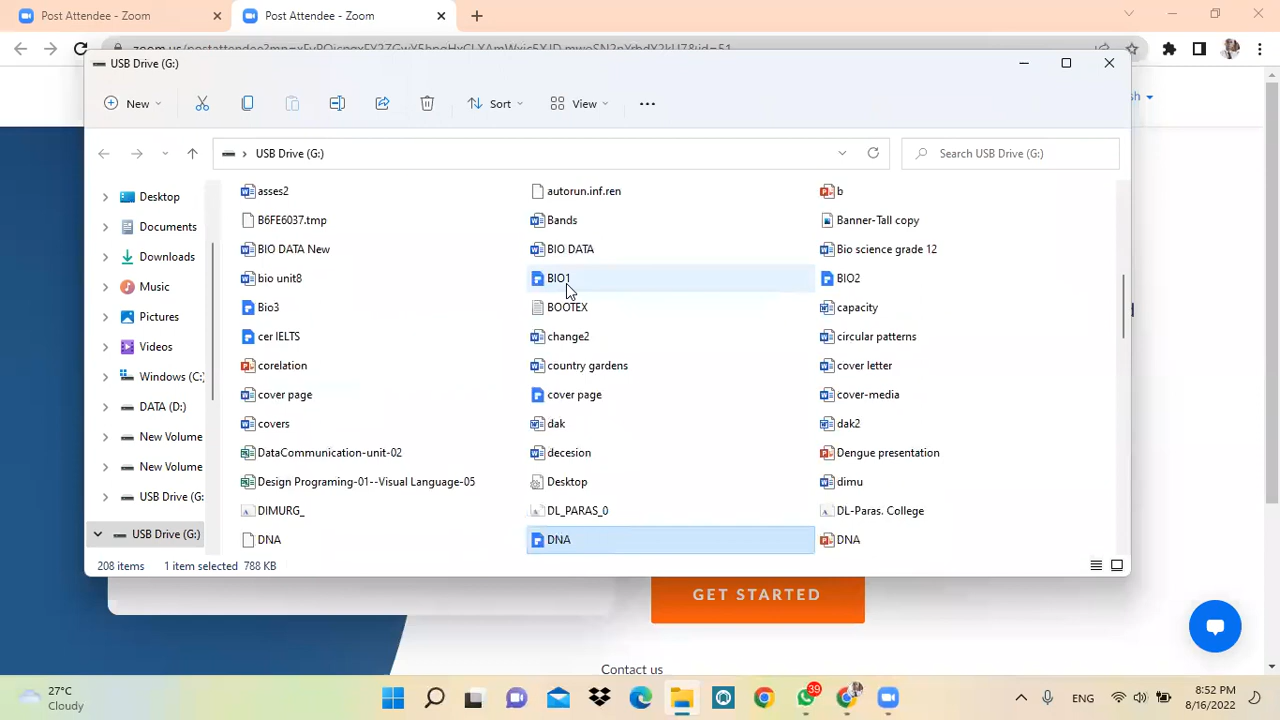 Post Attendee - Zoom
Post Attendee - Zoom
USB Drive (G:)
New
Sort
View
USB Drive (G:)
Search USB Drive (G:)
Desktop
Documents
Downloads
Music
Pictures
Videos
Windows (C:)
DATA (D:)
New Volume
New Volume
USB Drive (G:
USB Drive (G:)
asses2
autorun.inf.ren
b
B6FE6037.tmp
Bands
Banner-Tall copy
BIO DATA New
BIO DATA
Bio science grade 12
bio unit8
BIO1
BIO2
Bio3
BOOTEX
capacity
cer IELTS
change2
circular patterns
corelation
country gardens
cover letter
cover page
cover page
cover-media
covers
dak
dak2
DataCommunication-unit-02
decesion
Dengue presentation
Design Programing-01--Visual Language-05
Desktop
dimu
DIMURG_
DL_PARAS_0
DL-Paras. College
DNA
DNA
DNA
208 items
1 item selected 788 KB
GET STARTED
Contact us
27°C
Cloudy
39
ENG
8:52 PM
8/16/2022